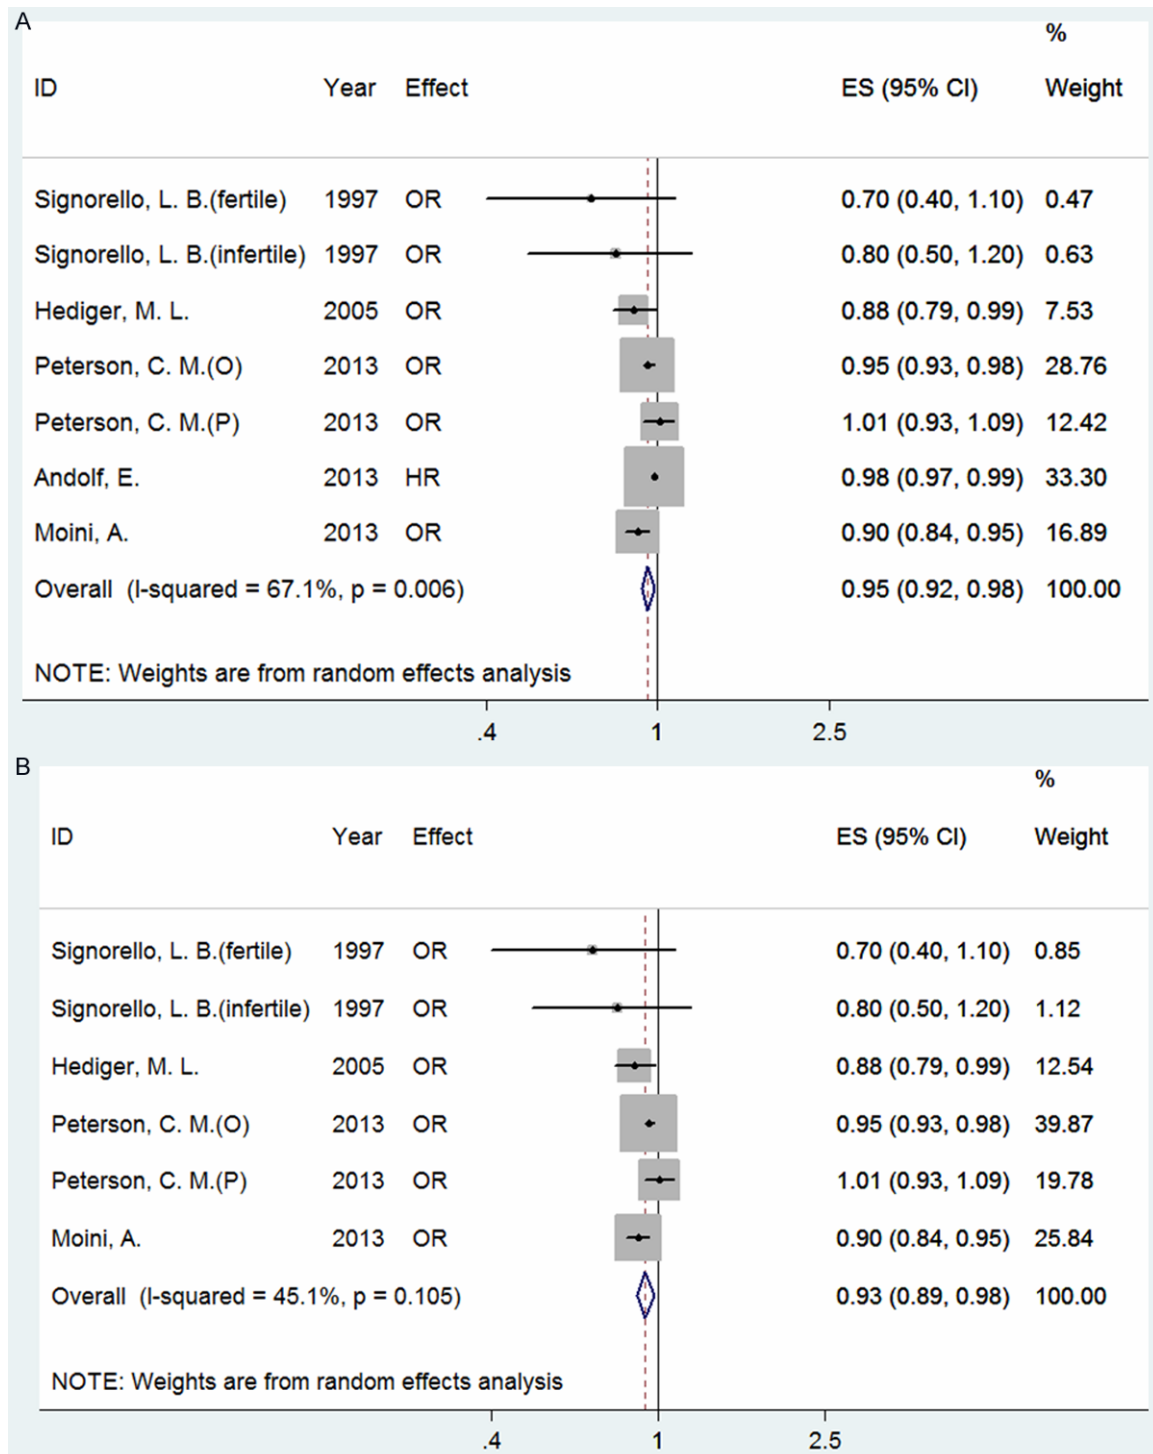 A
%
ID Year Effect ES (95% CI) Weight
Signorello, L. B.(fertile) 1997 OR 0.70 (0.40, 1.10) 0.47
Signorello, L. B.(infertile) 1997 OR 0.80 (0.50, 1.20) 0.63
Hediger, M. L. 2005 OR 0.88 (0.79, 0.99) 7.53
Peterson, C. M.(O) 2013 OR 0.95 (0.93, 0.98) 28.76
Peterson, C. M.(P) 2013 OR 1.01 (0.93, 1.09) 12.42
Andolf, E. 2013 HR 0.98 (0.97, 0.99) 33.30
Moini, A. 2013 OR 0.90 (0.84, 0.95) 16.89
Overall (I-squared = 67.1%, p = 0.006) 0.95 (0.92, 0.98) 100.00
NOTE: Weights are from random effects analysis
.4 1 2.5
B
%
ID Year Effect ES (95% CI) Weight
Signorello, L. B.(fertile) 1997 OR 0.70 (0.40, 1.10) 0.85
Signorello, L. B.(infertile) 1997 OR 0.80 (0.50, 1.20) 1.12
Hediger, M. L. 2005 OR 0.88 (0.79, 0.99) 12.54
Peterson, C. M.(O) 2013 OR 0.95 (0.93, 0.98) 39.87
Peterson, C. M.(P) 2013 OR 1.01 (0.93, 1.09) 19.78
Moini, A. 2013 OR 0.90 (0.84, 0.95) 25.84
Overall (I-squared = 45.1%, p = 0.105) 0.93 (0.89, 0.98) 100.00
NOTE: Weights are from random effects analysis
.4 1 2.5